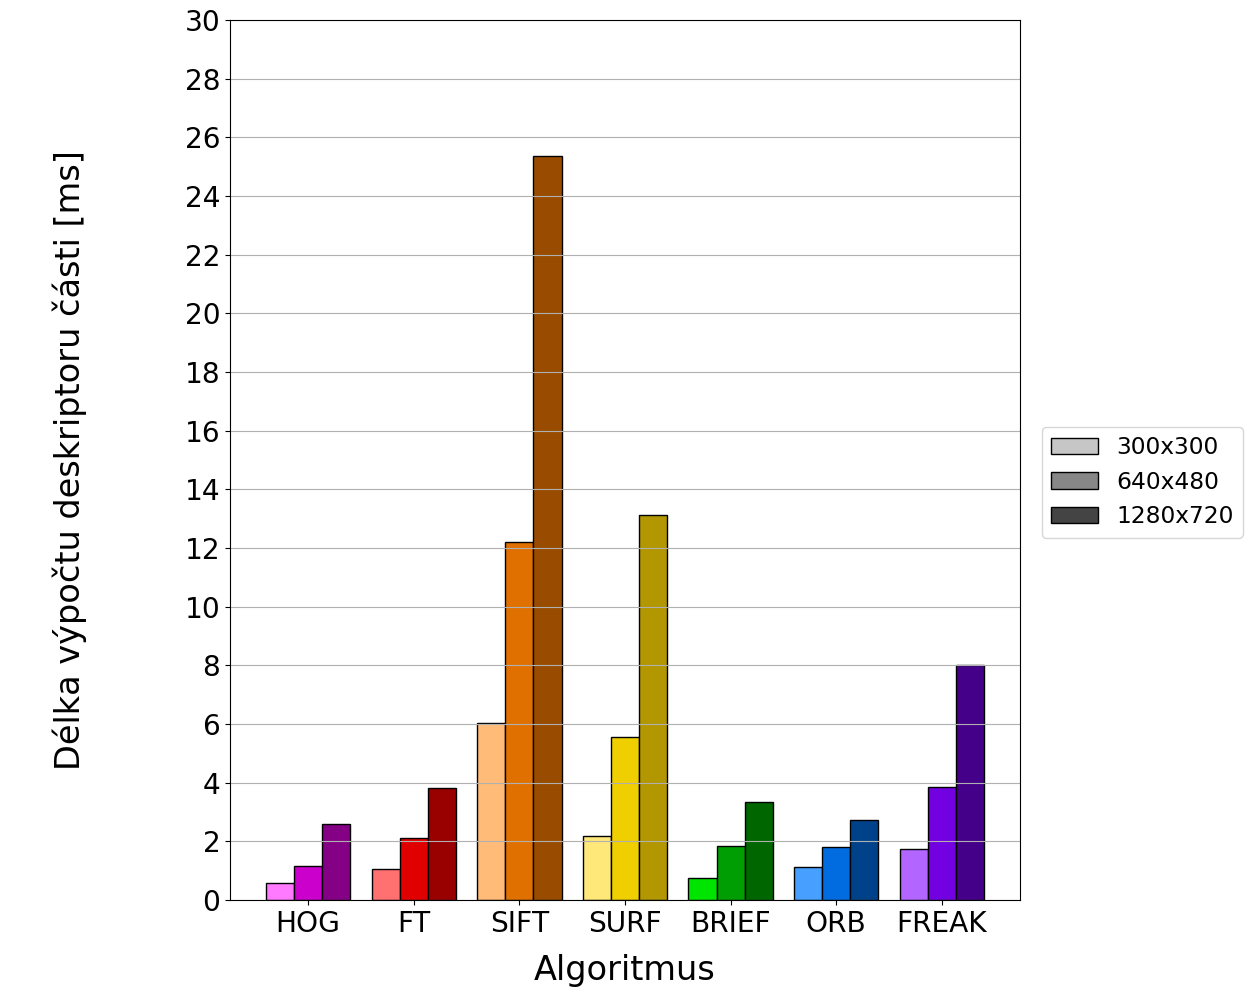 30
28
26
24
22
20
18
16
14
12
10
8
6
4
2
0
Délka výpočtu deskriptoru části [ms]
HOG FT SIFT SURF BRIEF ORB FREAK
Algoritmus
300x300
640x480
1280x720